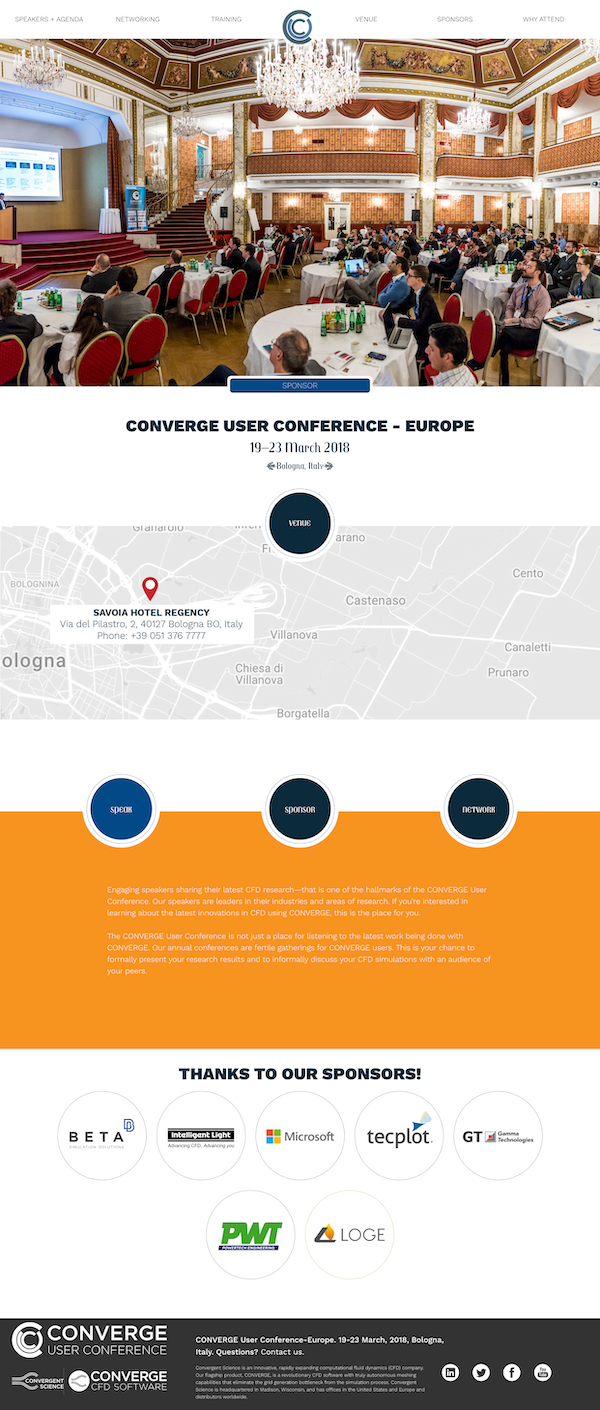 SPEAKERS + AGENDA NETWORKING TRAINING VENUE SPONSORS WHY ATTEND
SPONSOR
CONVERGE USER CONFERENCE - EUROPE
19–23 March 2018
Bologna, Italy
VENUE
Granarolo
arano
Fi
BOLOGNINA
Cento
SAVOIA HOTEL REGENCY
Via del Pilastro, 2, 40127 Bologna BO, Italy
Phone: +39 051 376 7777
Castenaso
Villanova
ologna
Canaletti
Chiesa di
Villanova
Prunaro
Borgatella
SPEAK SPONSOR NETWORK
Engaging speakers sharing their latest CFD research—that is one of the hallmarks of the CONVERGE User
Conference. Our speakers are leaders in their industries and areas of research. If you're interested in
learning about the latest innovations in CFD using CONVERGE, this is the place for you.
The CONVERGE User Conference is not just a place for listening to the latest work being done with
CONVERGE. Our annual conferences are fertile gatherings for CONVERGE users. This is your chance to
formally present your research results and to informally discuss your CFD simulations with an audience of
your peers.
THANKS TO OUR SPONSORS!
BETA
SIMULATION SOLUTIONS
Intelligent Light
Advancing CFD, Advancing you
Microsoft
tecplot
GT Gamma
Technologies
PWT
POWERTECH ENGINEERING
LOGE
CONVERGE
USER CONFERENCE
CONVERGENT
SCIENCE
CONVERGE
CFD SOFTWARE
CONVERGE User Conference-Europe. 19-23 March, 2018, Bologna,
Italy. Questions? Contact us.
Convergent Science is an innovative, rapidly expanding computational fluid dynamics (CFD) company.
Our flagship product, CONVERGE, is a revolutionary CFD software with truly autonomous meshing
capabilities that eliminate the grid generation bottleneck from the simulation process. Convergent
Science is headquartered in Madison, Wisconsin, and has offices in the United States and Europe and
distributors worldwide.
in
f
You
Tube